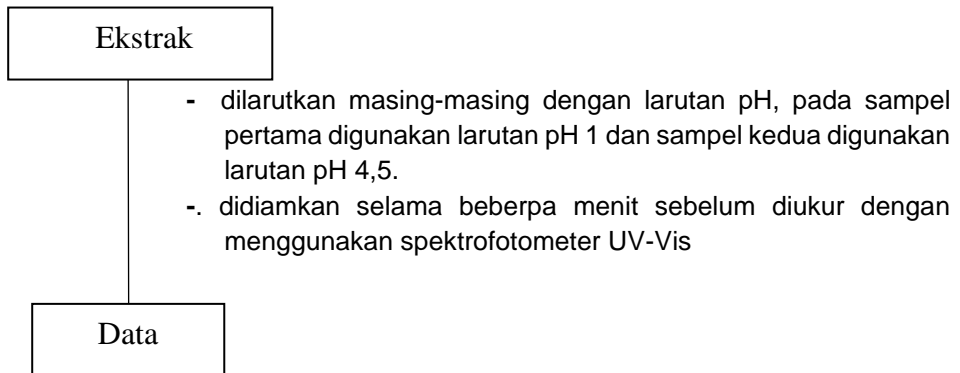 Ekstrak
- dilarutkan masing-masing dengan larutan pH, pada sampel
pertama digunakan larutan pH 1 dan sampel kedua digunakan
larutan pH 4,5.
-. didiamkan selama beberpa menit sebelum diukur dengan
menggunakan spektrofotometer UV-Vis
Data